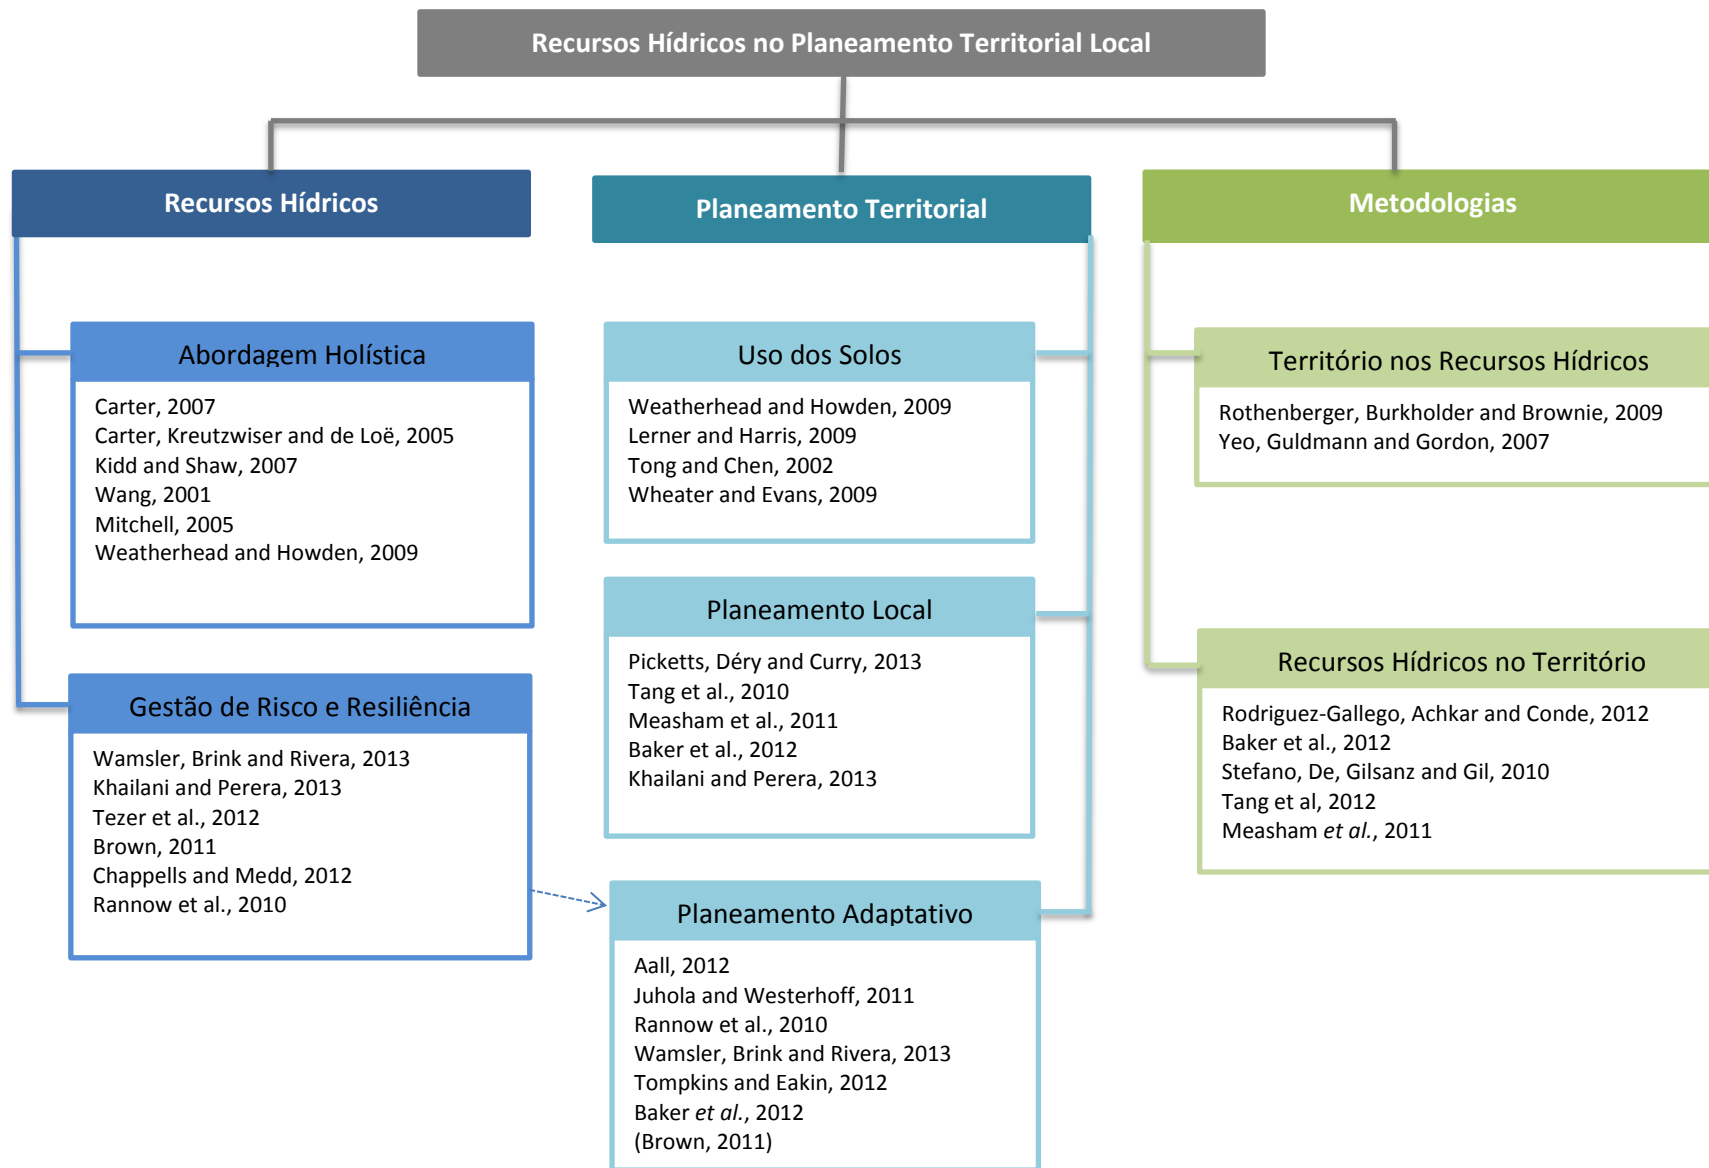 Recursos Hídricos no Planeamento Territorial Local
Recursos Hídricos
Abordagem Holística
Carter, 2007
Carter, Kreutzwiser and de Loë, 2005
Kidd and Shaw, 2007
Wang, 2001
Mitchell, 2005
Weatherhead and Howden, 2009
Gestão de Risco e Resiliência
Wamsler, Brink and Rivera, 2013
Khailani and Perera, 2013
Tezer et al., 2012
Brown, 2011
Chappells and Medd, 2012
Rannow et al., 2010
Planeamento Territorial
Uso dos Solos
Weatherhead and Howden, 2009
Lerner and Harris, 2009
Tong and Chen, 2002
Wheater and Evans, 2009
Planeamento Local
Picketts, Déry and Curry, 2013
Tang et al., 2010
Measham et al., 2011
Baker et al., 2012
Khailani and Perera, 2013
Planeamento Adaptativo
Aall, 2012
Juhola and Westerhoff, 2011
Rannow et al., 2010
Wamsler, Brink and Rivera, 2013
Tompkins and Eakin, 2012
Baker et al., 2012
(Brown, 2011)
Metodologias
Território nos Recursos Hídricos
Rothenberger, Burkholder and Brownie, 2009
Yeo, Guldmann and Gordon, 2007
Recursos Hídricos no Território
Rodriguez-Gallego, Achkar and Conde, 2012
Baker et al., 2012
Stefano, De, Gilsanz and Gil, 2010
Tang et al, 2012
Measham et al., 2011